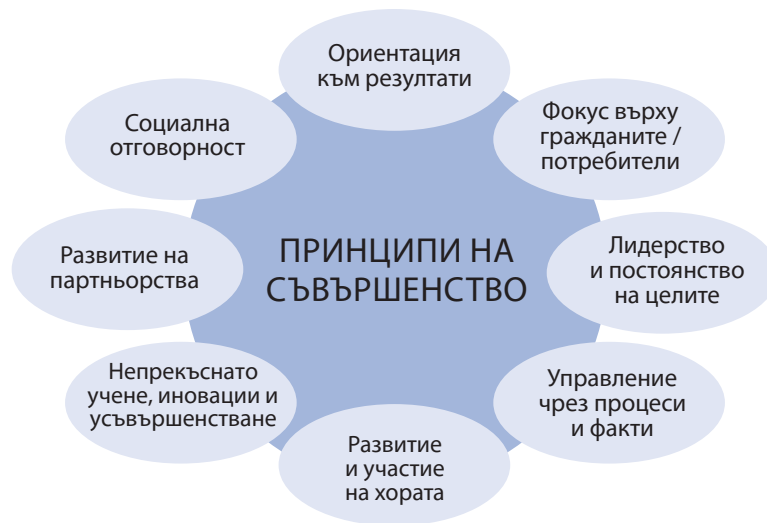 Ориентация
към резултати
Фокус върху
гражданите /
потребители
Лидерство
и постоянство
на целите
Управление
чрез процеси
и факти
Развитие
и участие
на хората
Непрекъснато
учене, иновации и
усъвършенстване
Развитие на
партньорства
Социална
отговорност
ПРИНЦИПИ НА
СЪВЪРШЕНСТВО